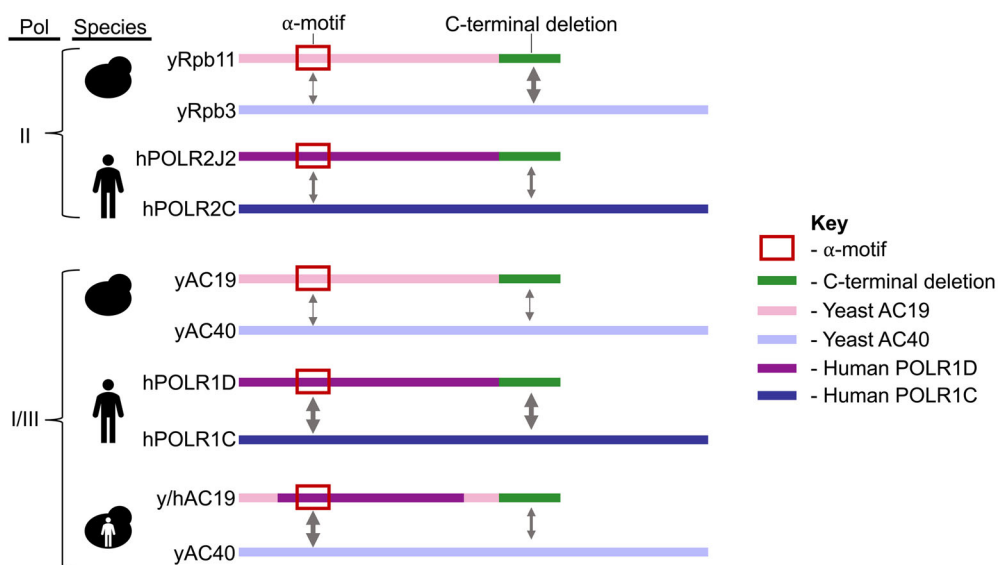 Pol Species α-motif C-terminal deletion
yRpb11
yRpb3
II
hPOLR2J2
hPOLR2C
Key
- α-motif
yAC19
- C-terminal deletion
- Yeast AC19
yAC40
- Yeast AC40
- Human POLR1D
hPOLR1D
- Human POLR1C
I/III
hPOLR1C
y/hAC19
yAC40